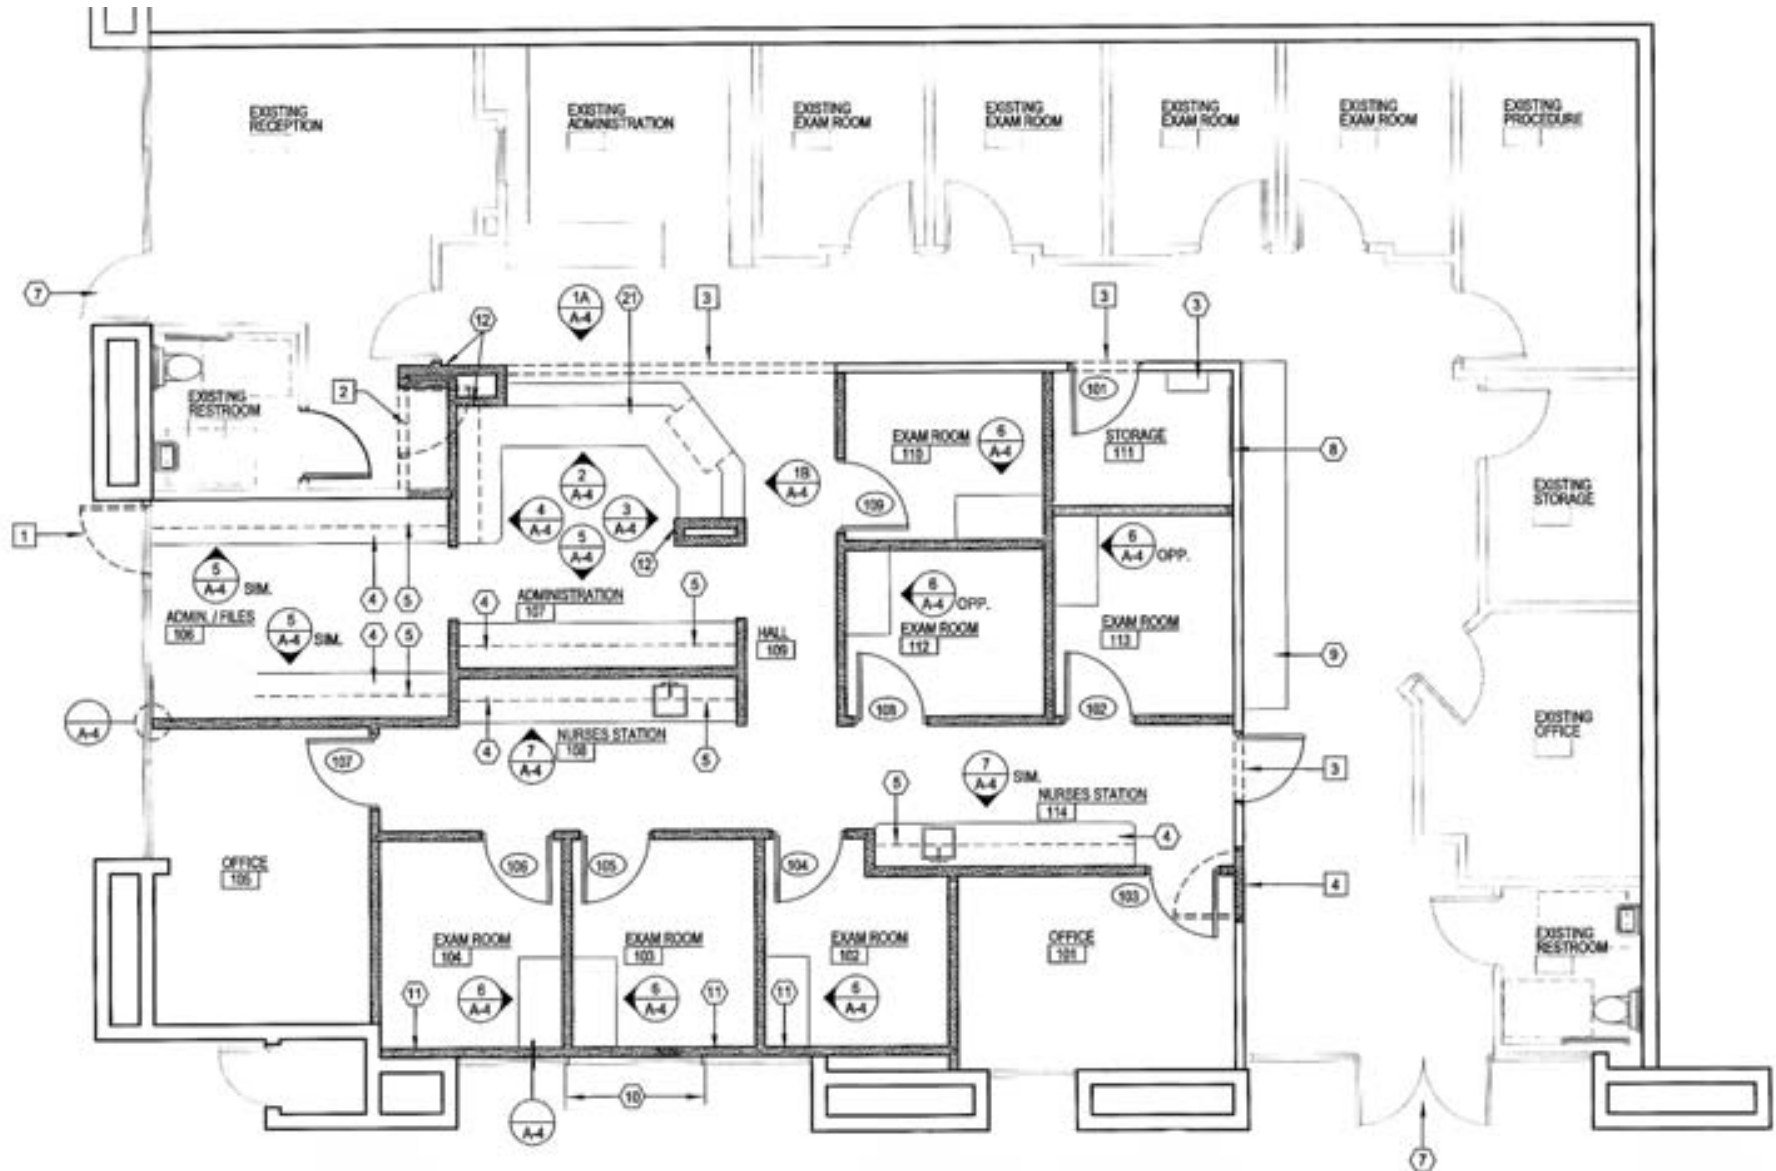 EXISTING
RECEPTION
EXISTING
ADMINISTRATION
EXISTING
EXAM ROOM
EXISTING
EXAM ROOM
EXISTING
EXAM ROOM
EXISTING
EXAM ROOM
EXISTING
PROCEDURE
7
1A
A-4
21
3
3
3
12
2
EXISTING
RESTROOM
101
EXAM ROOM
110
6
A-4
STORAGE
111
8
1B
A-4
2
A-4
4
A-4
3
A-4
5
A-4
109
EXISTING
STORAGE
1
12
6
A-4
OPP.
5
A-4
SIM.
4
5
ADMINISTRATION
107
4
5
6
A-4
OPP.
ADMIN. / FILES
106
5
A-4
SIM.
4
5
HALL
109
EXAM ROOM
112
EXAM ROOM
113
9
A-4
108
102
EXISTING
OFFICE
107
4
7
A-4
NURSES STATION
108
5
7
A-4
SIM.
3
5
NURSES STATION
114
4
OFFICE
105
106
105
104
103
4
EXAM ROOM
104
EXAM ROOM
103
EXAM ROOM
102
OFFICE
101
EXISTING
RESTROOM
11
6
A-4
6
A-4
11
11
6
A-4
10
A-4
7